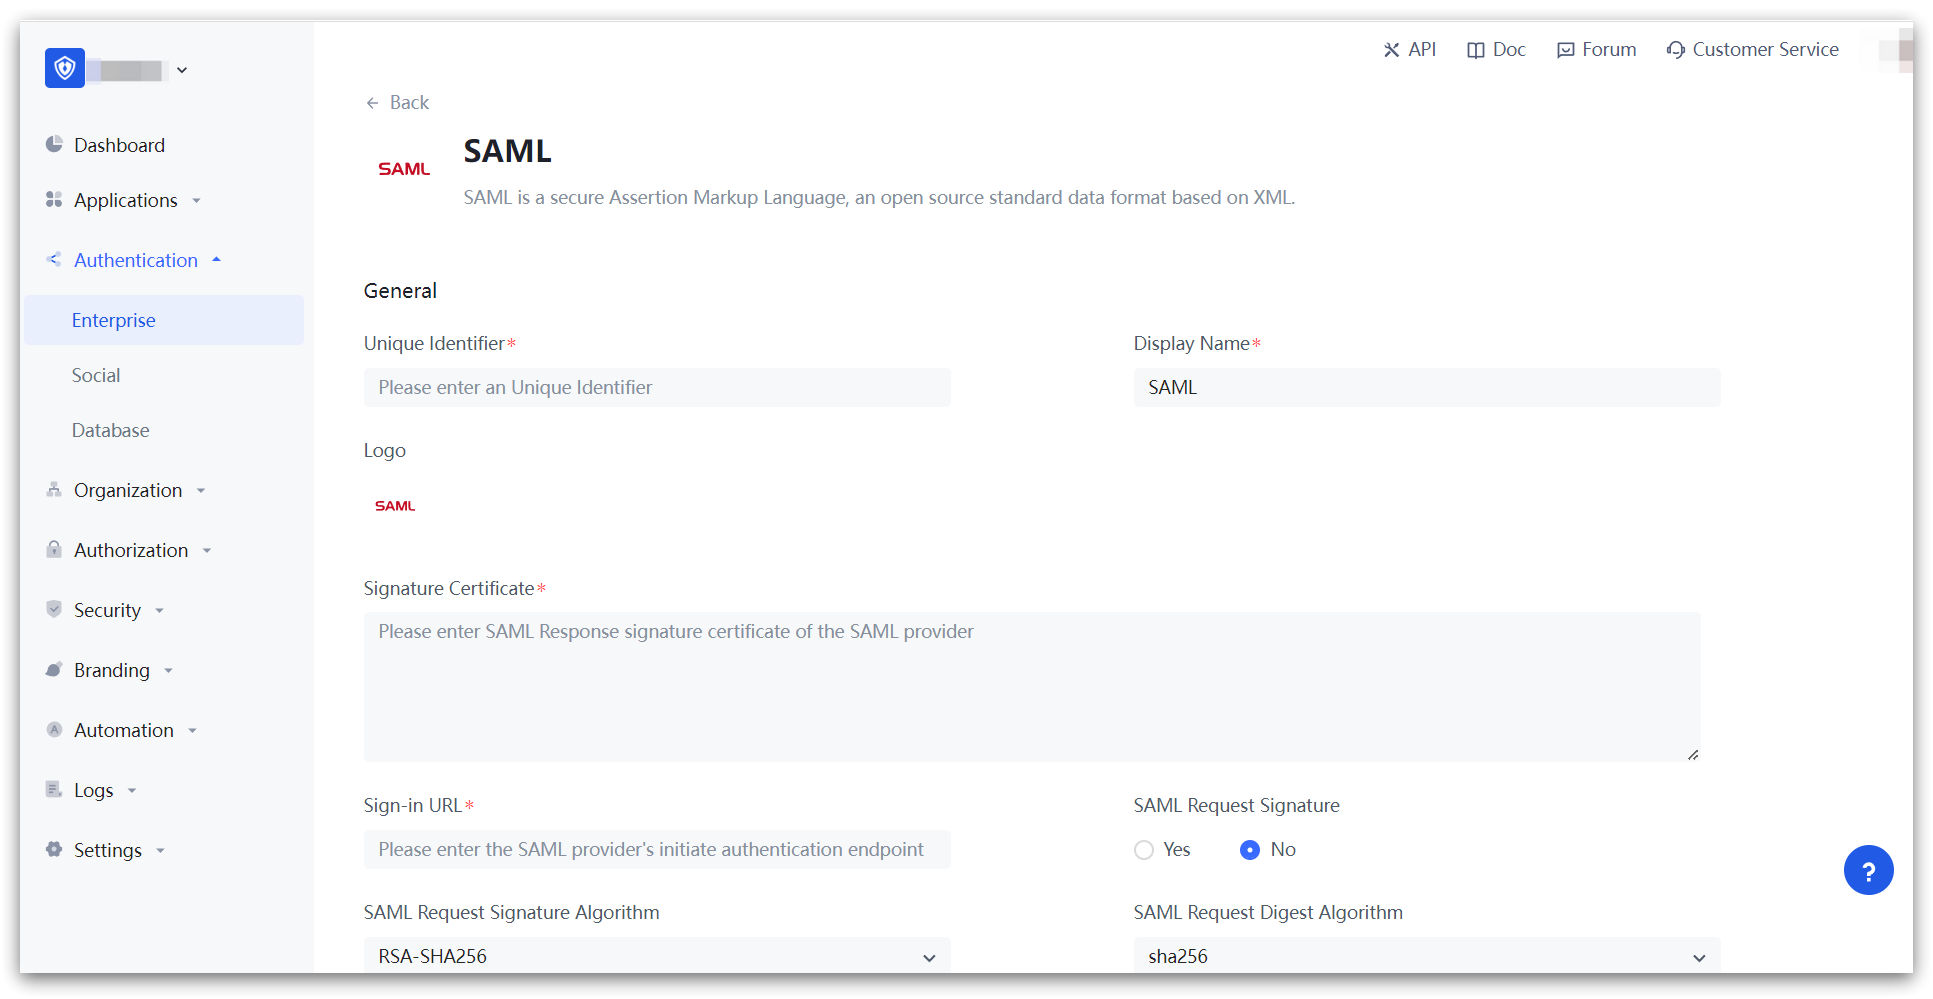 API
Doc
Forum
Customer Service
Back
SAML
SAML
SAML is a secure Assertion Markup Language, an open source standard data format based on XML.
Dashboard
Applications
Authentication
Enterprise
Social
Database
Organization
Authorization
Security
Branding
A
Automation
Logs
Settings
General
Unique Identifier*
Please enter an Unique Identifier
Display Name*
SAML
Logo
SAML
Signature Certificate*
Please enter SAML Response signature certificate of the SAML provider
Sign-in URL*
Please enter the SAML provider's initiate authentication endpoint
SAML Request Signature
Yes
No
SAML Request Signature Algorithm
RSA-SHA256
SAML Request Digest Algorithm
sha256
?